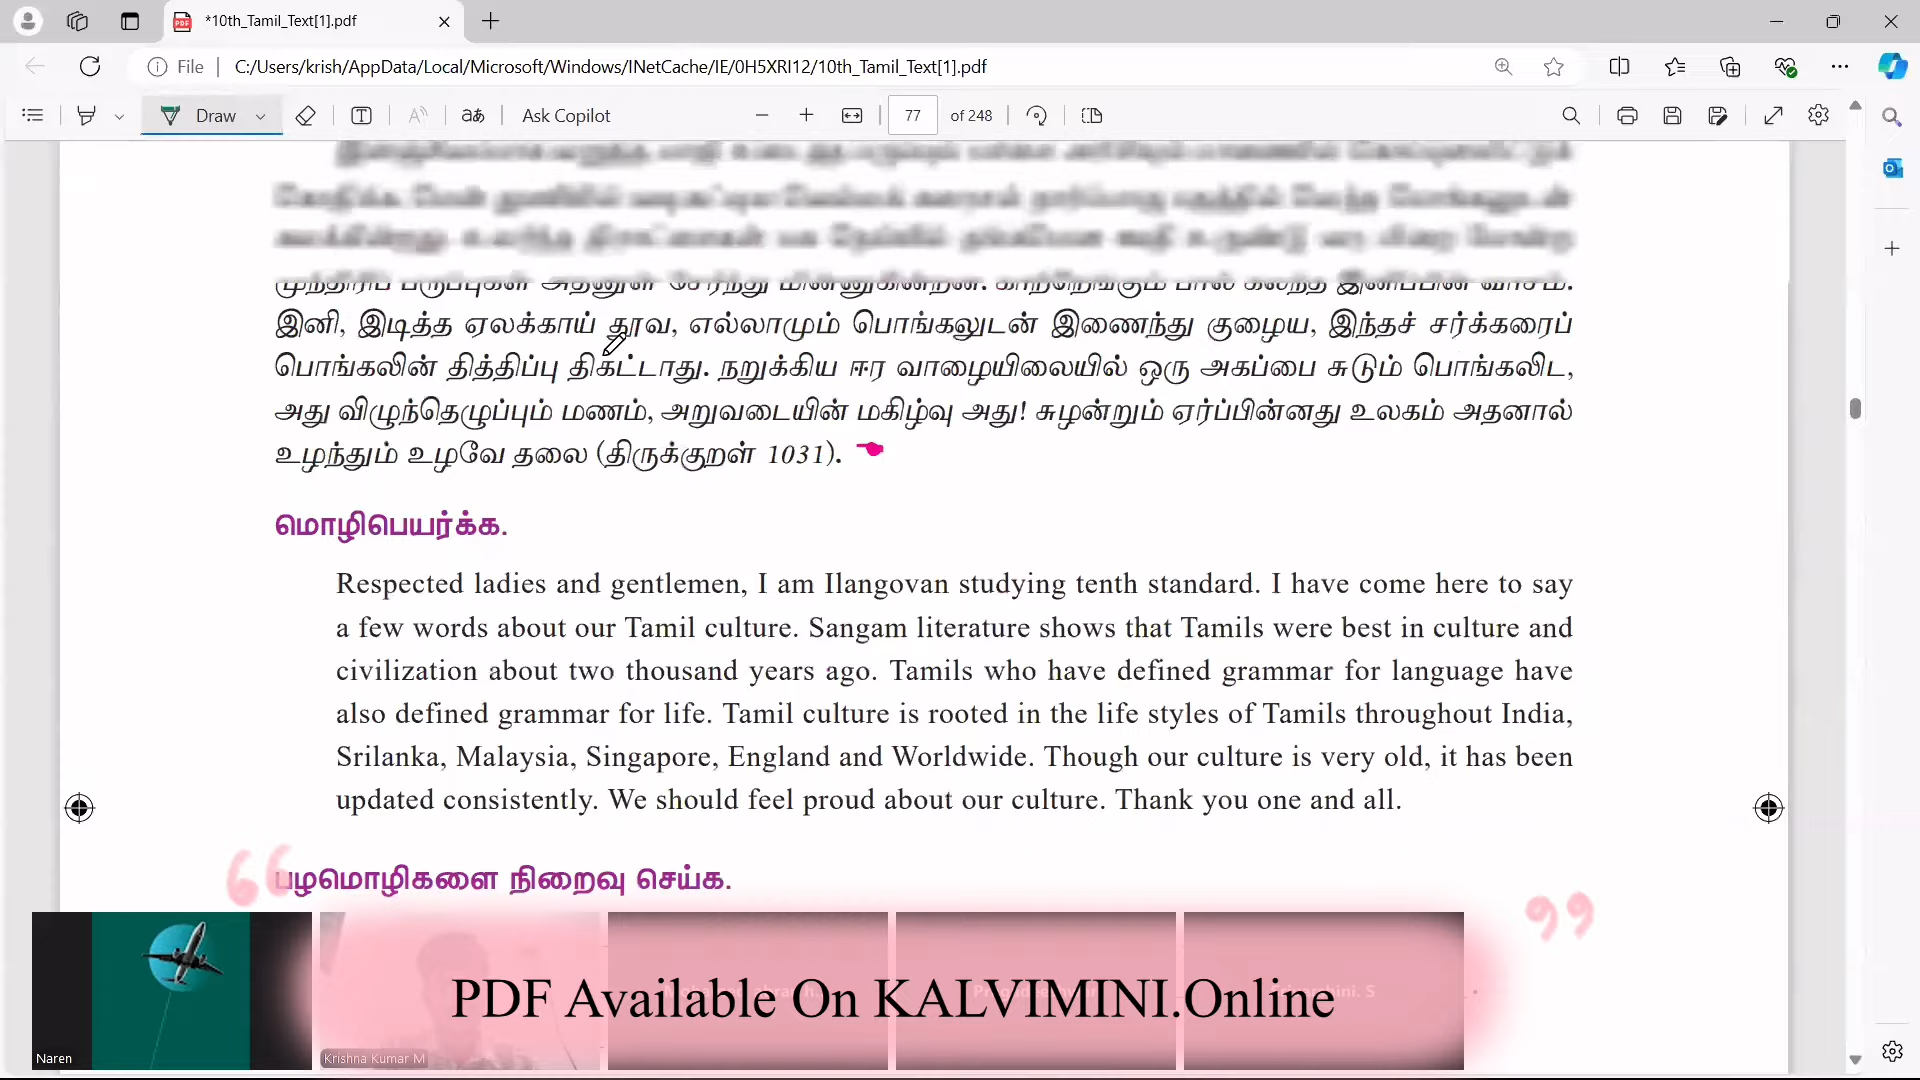 *10th_Tamil_Text[1].pdf
File
C:/Users/krish/AppData/Local/Microsoft/Windows/INetCache/IE/0H5XRI12/10th_Tamil_Text[1].pdf
Draw
Ask Copilot
77 of 248
முந்திரிப் பருப்புகள் அதனுள் சேர்ந்து மின்னுகின்றன. காற்றெங்கும் பால் கலந்த இனிப்பின் வாசம்.
இனி, இடித்த ஏலக்காய் தூவ, எல்லாமும் பொங்கலுடன் இணைந்து குழைய, இந்தச் சர்க்கரைப்
பொங்கலின் தித்திப்பு திகட்டாது. நறுக்கிய ஈர வாழையிலையில் ஒரு அகப்பை சுடும் பொங்கலிட,
அது விழுந்தெழுப்பும் மணம், அறுவடையின் மகிழ்வு அது! சுழன்றும் ஏர்ப்பின்னது உலகம் அதனால்
உழந்தும் உழவே தலை (திருக்குறள் 1031).
மொழிபெயர்க்க.
Respected ladies and gentlemen, I am Ilangovan studying tenth standard. I have come here to say
a few words about our Tamil culture. Sangam literature shows that Tamils were best in culture and
civilization about two thousand years ago. Tamils who have defined grammar for language have
also defined grammar for life. Tamil culture is rooted in the life styles of Tamils throughout India,
Srilanka, Malaysia, Singapore, England and Worldwide. Though our culture is very old, it has been
updated consistently. We should feel proud about our culture. Thank you one and all.
பழமொழிகளை நிறைவு செய்க.
PDF Available On KALVIMINI.Online
Naren
Krishna Kumar M